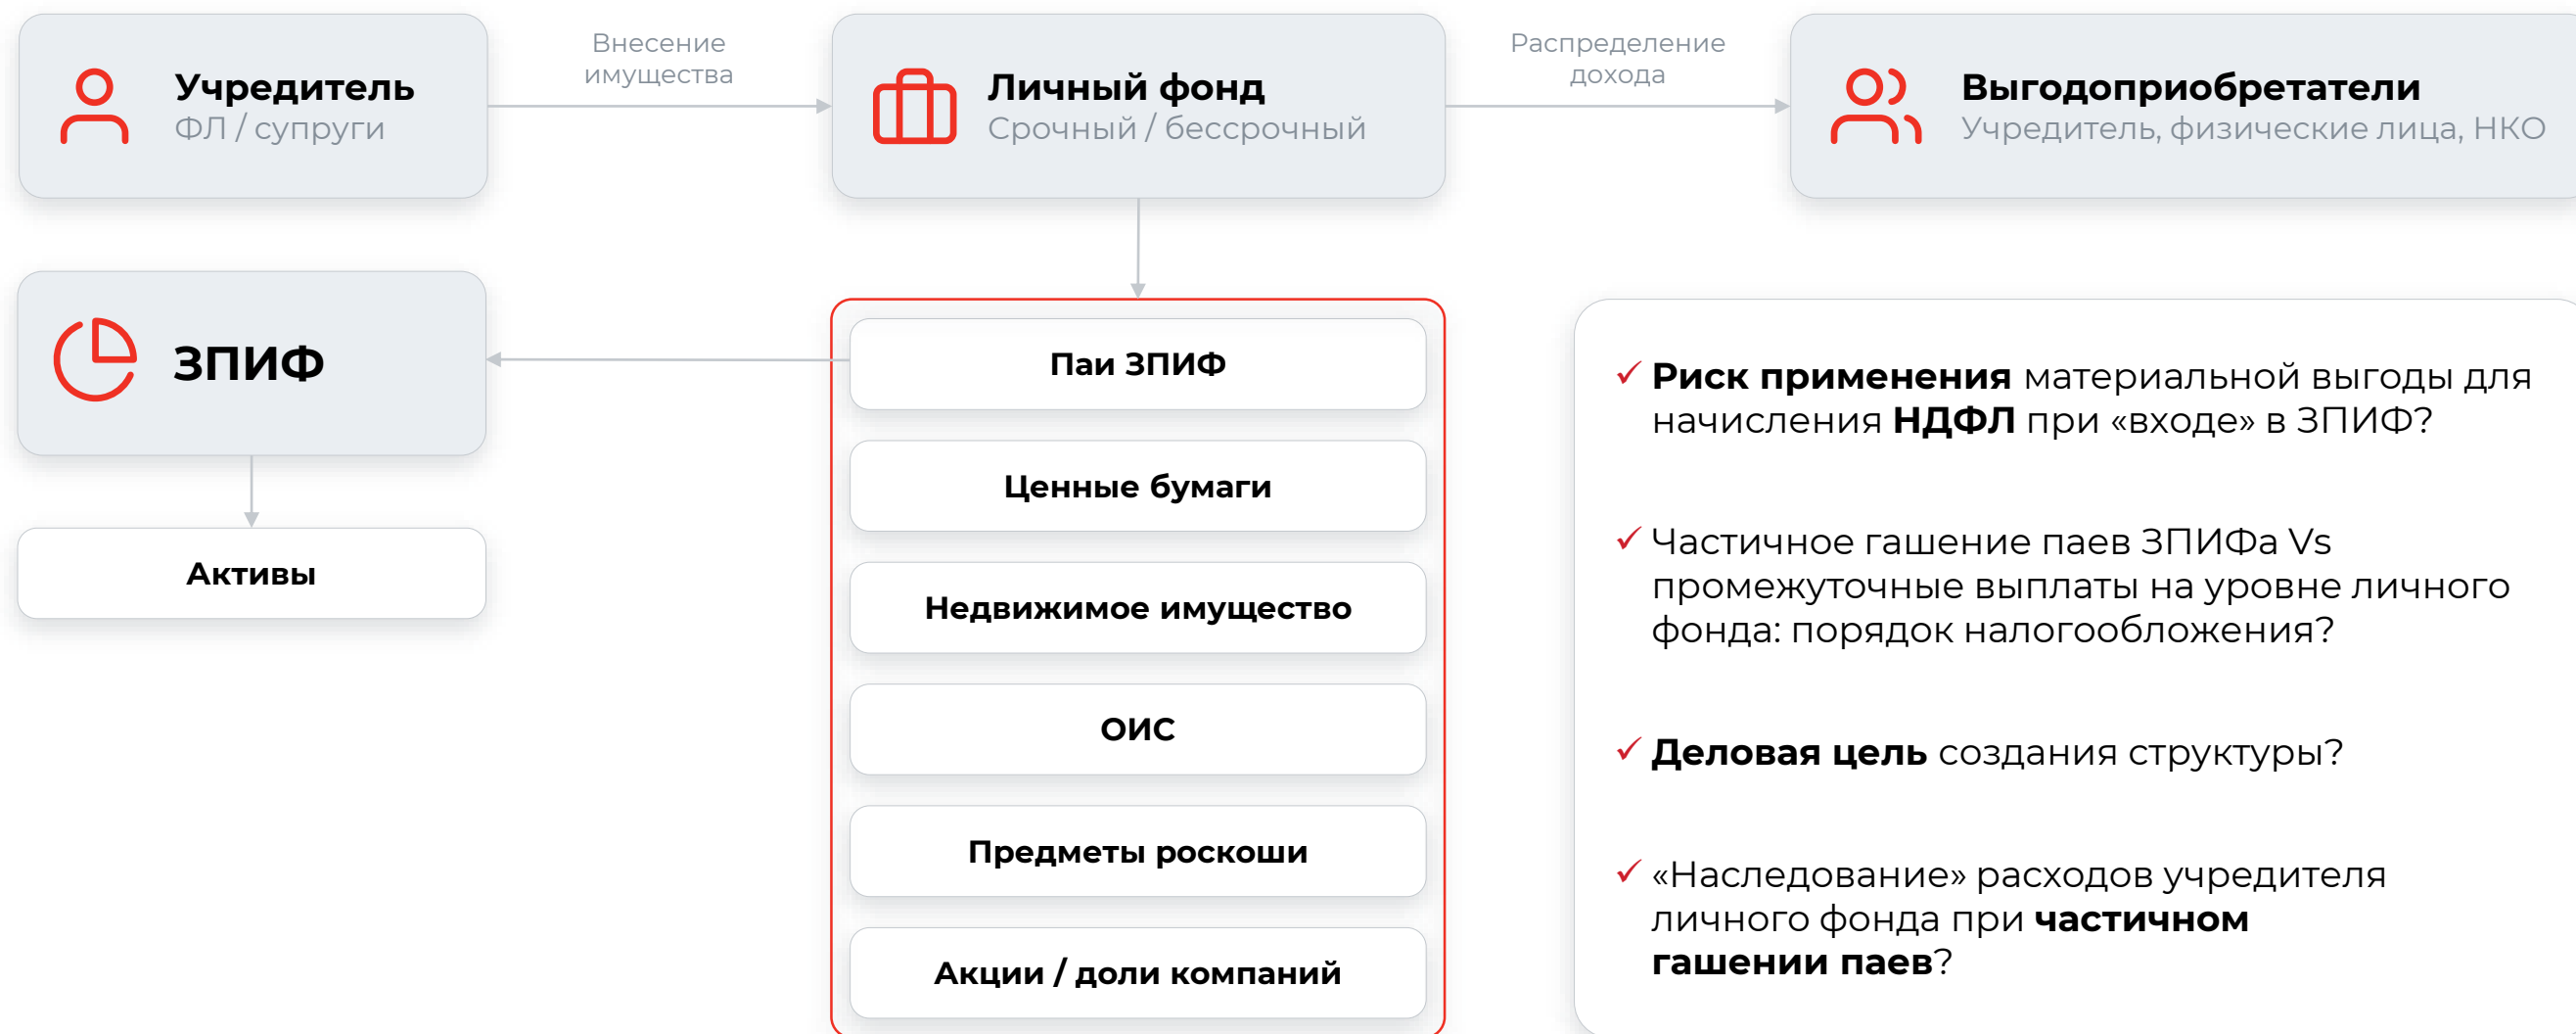 Учредитель
ФЛ / супруги
Внесение
имущества
Личный фонд
Срочный / бессрочный
Распределение
дохода
Выгодоприобретатели
Учредитель, физические лица, НКО
ЗПИФ
Активы
Паи ЗПИФ
Ценные бумаги
Недвижимое имущество
ОИС
Предметы роскоши
Акции / доли компаний
Риск применения материальной выгоды для
начисления НДФЛ при «входе» в ЗПИФ?
Частичное гашение паев ЗПИФа Vs
промежуточные выплаты на уровне личного
фонда: порядок налогообложения?
Деловая цель создания структуры?
«Наследование» расходов учредителя
личного фонда при частичном
гашении паев?